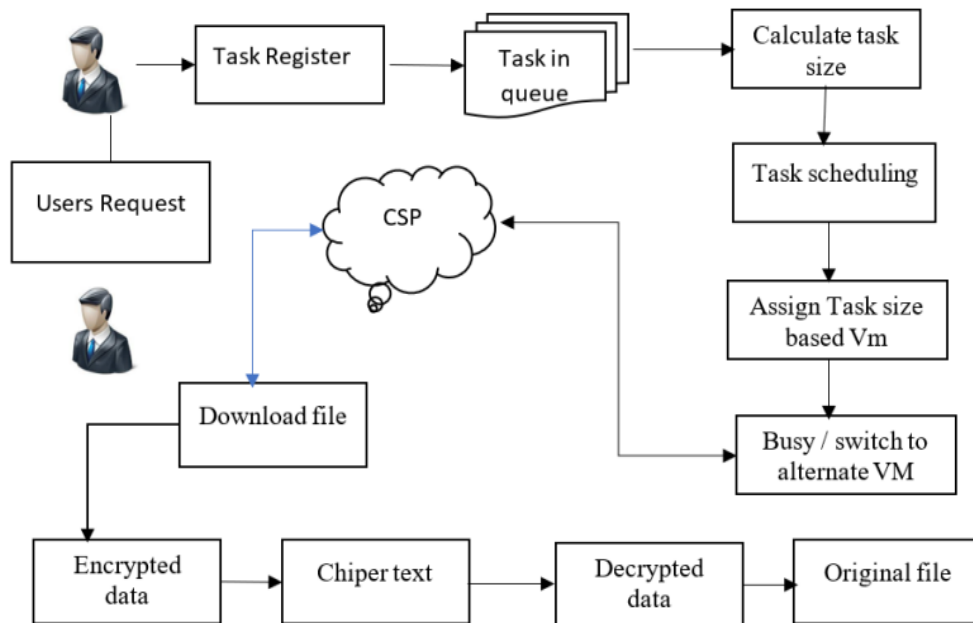 Task Register
Task in
queue
Calculate task
size
Users Request
CSP
Task scheduling
Assign Task size
based Vm
Download file
Busy / switch to
alternate VM
Encrypted
data
Chiper text
Decrypted
data
Original file